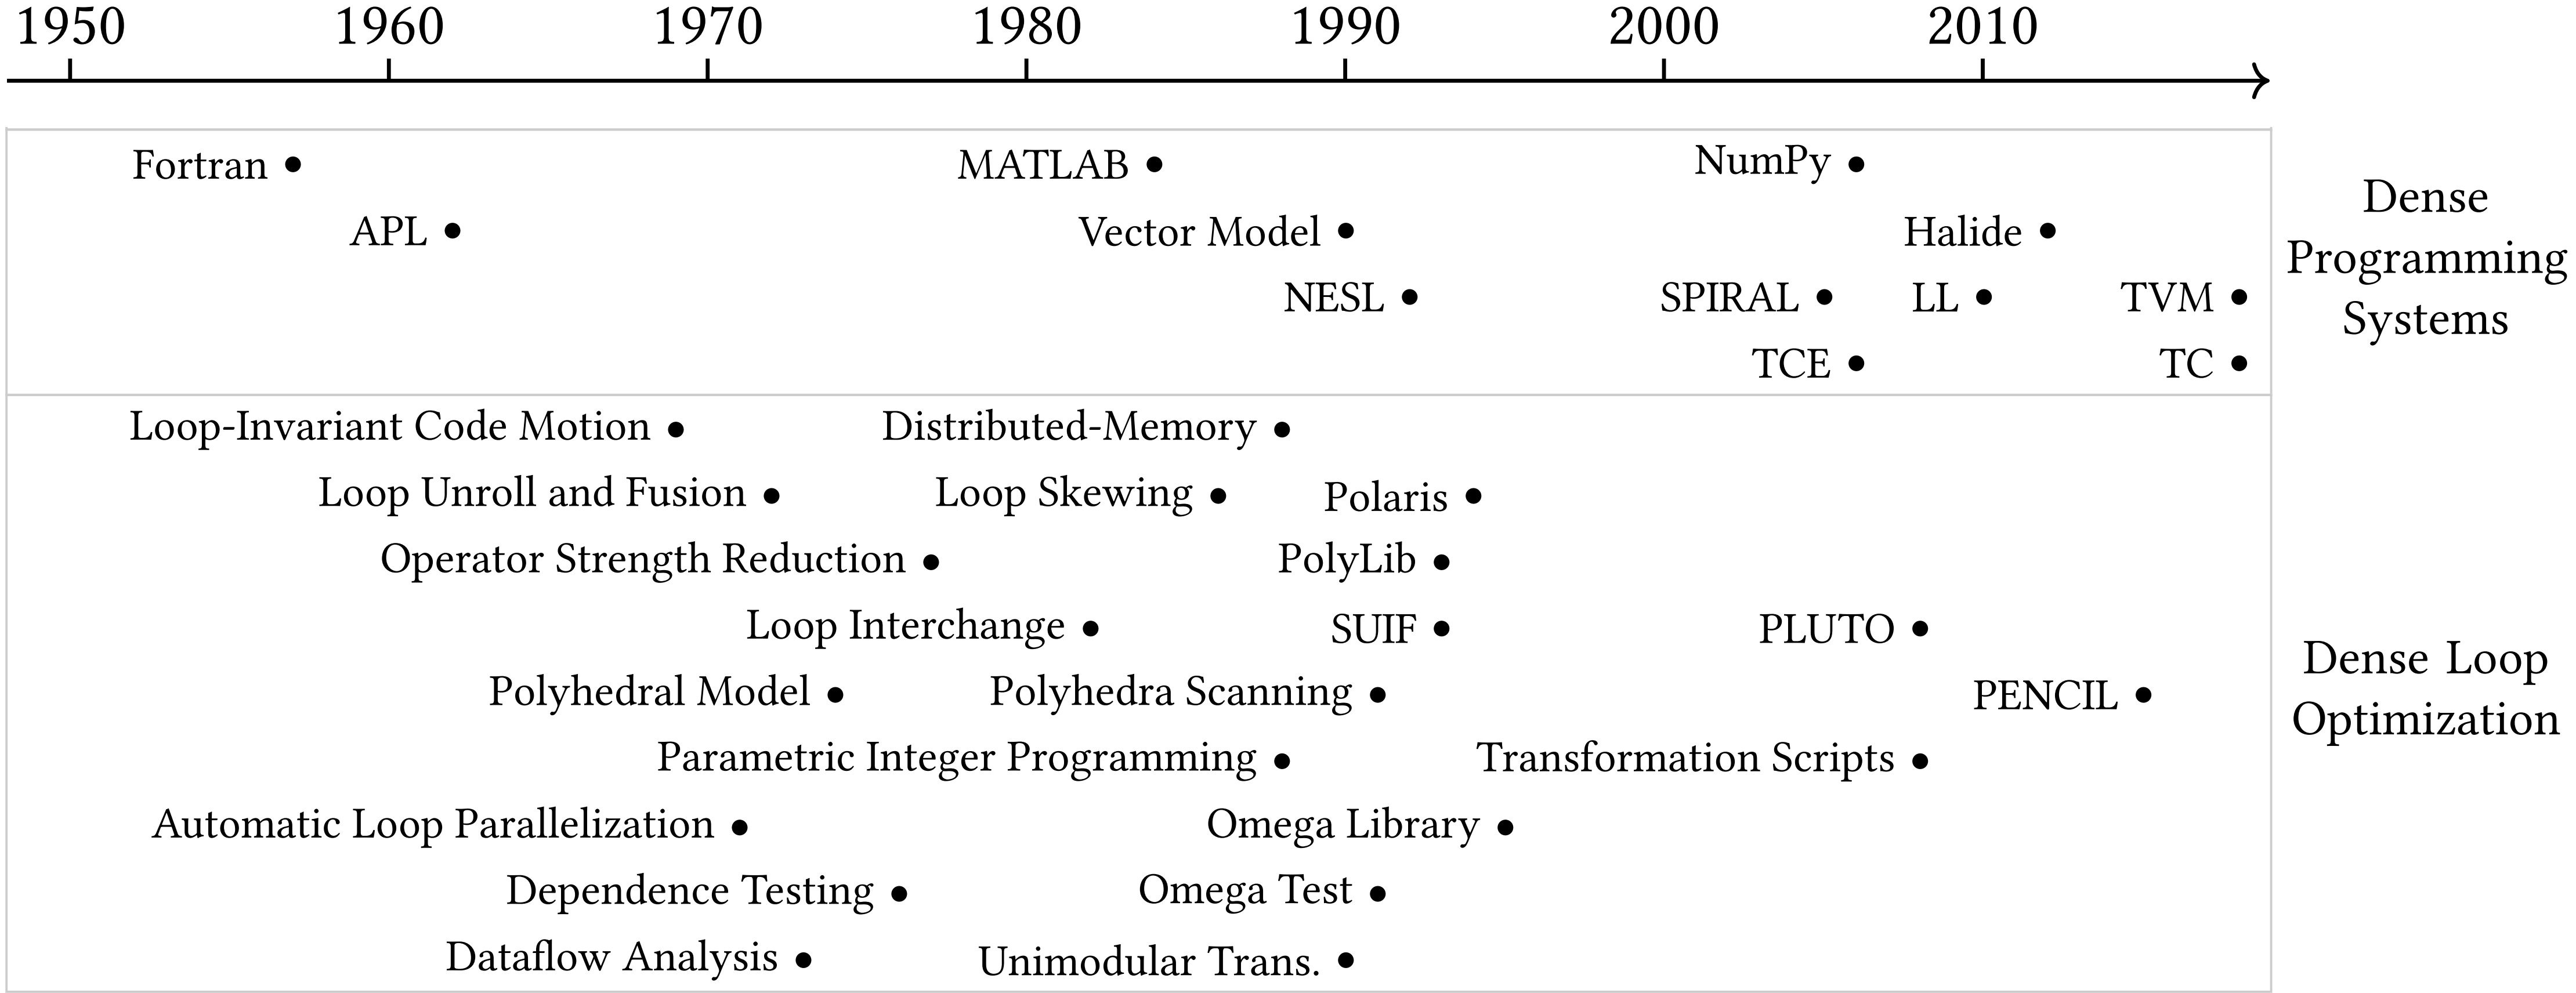 1950 1960 1970 1980 1990 2000 2010
Fortran MATLAB NumPy
APL Vector Model Halide
NESL SPIRAL LL TVM
TCE TC
Dense
Programming
Systems
Loop-Invariant Code Motion Distributed-Memory
Loop Unroll and Fusion Loop Skewing Polaris
Operator Strength Reduction PolyLib
Loop Interchange SUIF PLUTO
Polyhedral Model Polyhedra Scanning PENCIL
Parametric Integer Programming Transformation Scripts
Automatic Loop Parallelization Omega Library
Dependence Testing Omega Test
Dataflow Analysis Unimodular Trans.
Dense Loop
Optimization